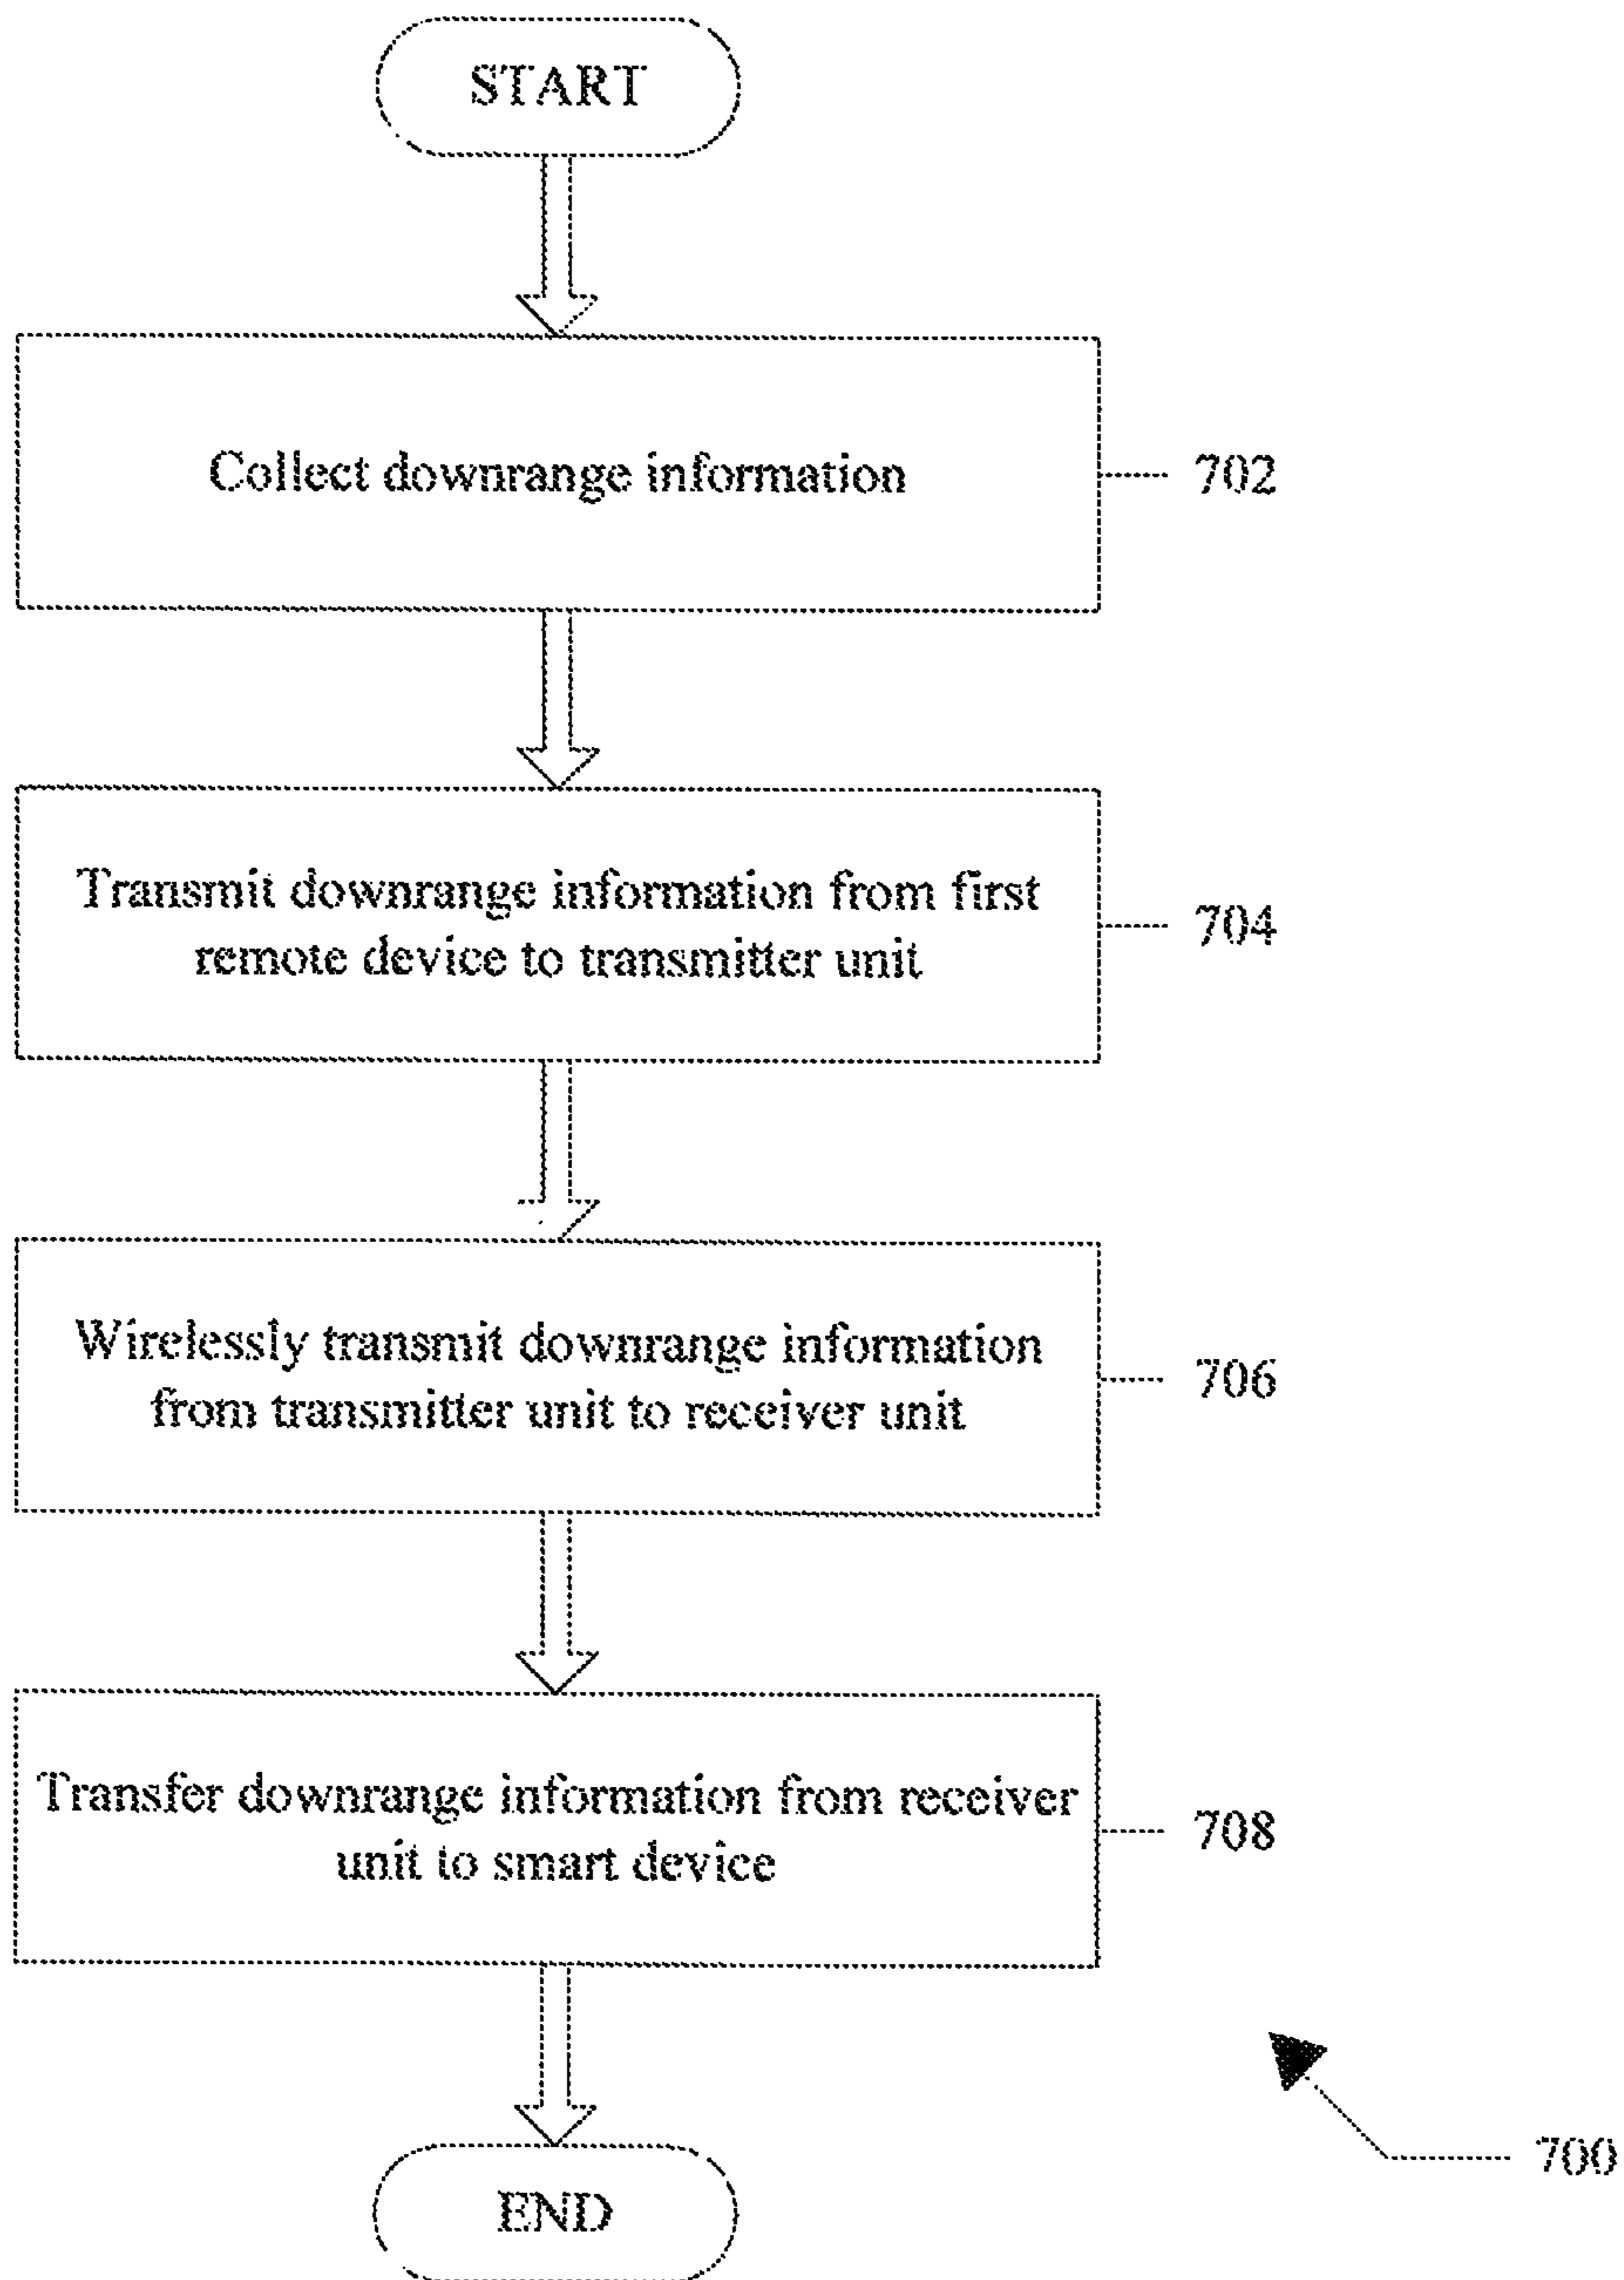 START
Collect downrange information
702
Transmit downrange information from first
remote device to transmitter unit
704
Wirelessly transmit downrange information
from transmitter unit to receiver unit
706
Transfer downrange information from receiver
unit to smart device
708
700
END